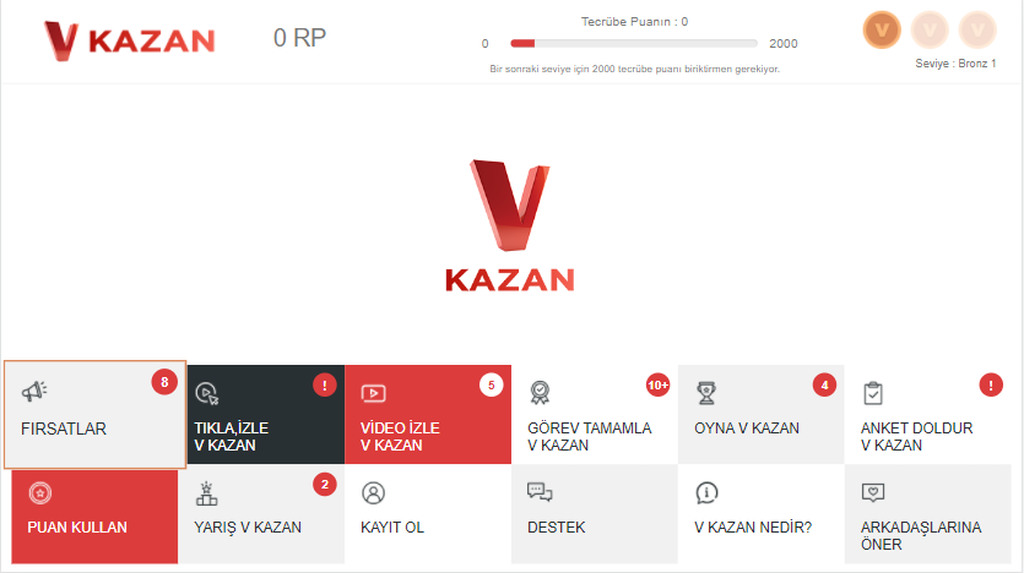 V KAZAN
0 RP
Tecrübe Puanın : 0
0
2000
Bir sonraki seviye için 2000 tecrübe puanı biriktirmen gerekiyor.
V V V
Seviye : Bronz 1
V
KAZAN
8
FIRSATLAR
!
TIKLA,İZLE
V KAZAN
5
VİDEO İZLE
V KAZAN
10+
GÖREV TAMAMLA
V KAZAN
4
OYNA V KAZAN
!
ANKET DOLDUR
V KAZAN
PUAN KULLAN
2
YARIŞ V KAZAN
KAYIT OL
DESTEK
V KAZAN NEDİR?
ARKADAŞLARINA
ÖNER